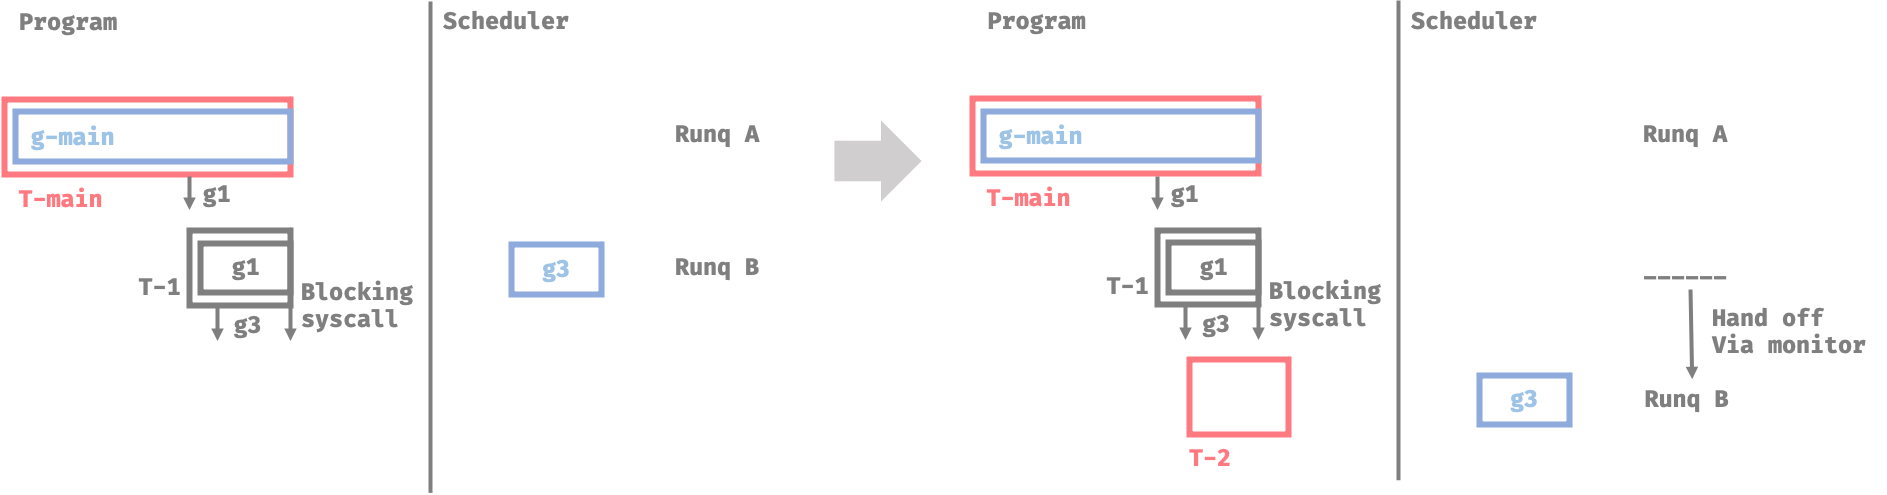 Program
Scheduler
g-main
Runq A
T-main
g1
g1
T-1
Blocking
syscall
g3
g3
Runq B
Program
Scheduler
g-main
Runq A
T-main
g1
g1
T-1
Blocking
syscall
g3
T-2
------
Hand off
Via monitor
g3
Runq B